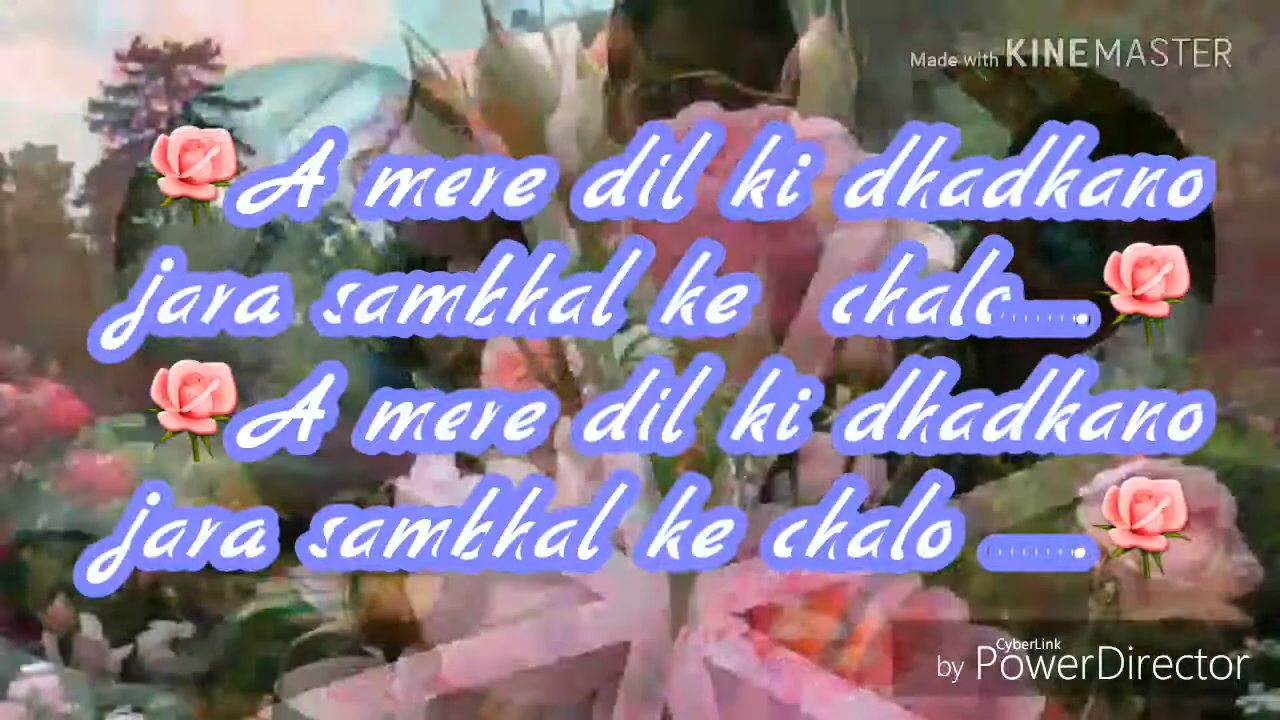 Made with KINEMASTER
🌹A mere dil ki dhadkano
jara sambhal ke chalo........🌹
🌹A mere dil ki dhadkano
jara sambhal ke chalo ........🌹
CyberLink
by PowerDirector